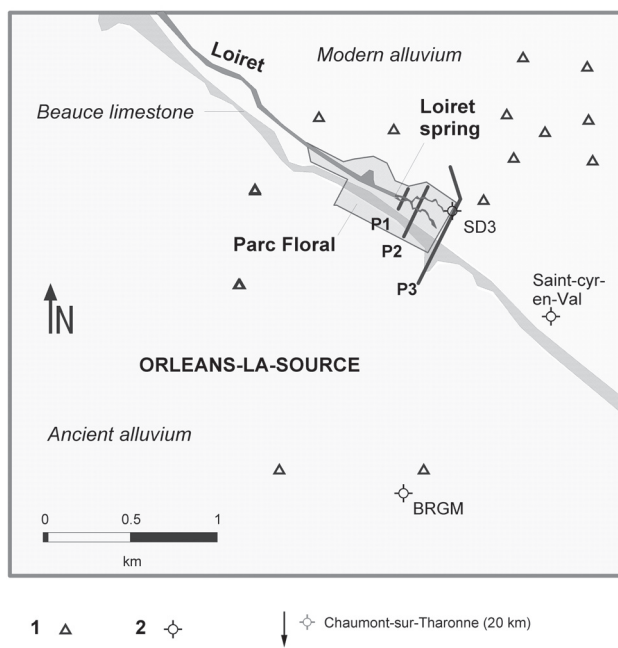 Loiret
Modern alluvium
Beauce limestone
Loiret
spring
P1
SD3
Parc Floral
P2
P3
Saint-cyr-
en-Val
N
ORLEANS-LA-SOURCE
Ancient alluvium
BRGM
0 0.5 1
km
1 2 Chaumont-sur-Tharonne (20 km)